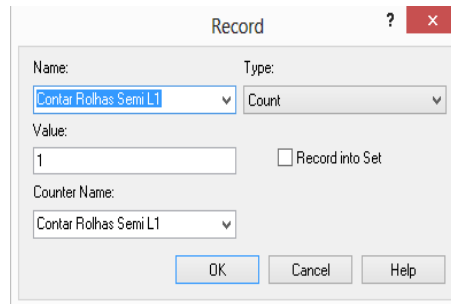 Record
? x
Name: Type:
Contar Rolhas Semi L1 Count
Value:
1 Record into Set
Counter Name:
Contar Rolhas Semi L1
OK Cancel Help